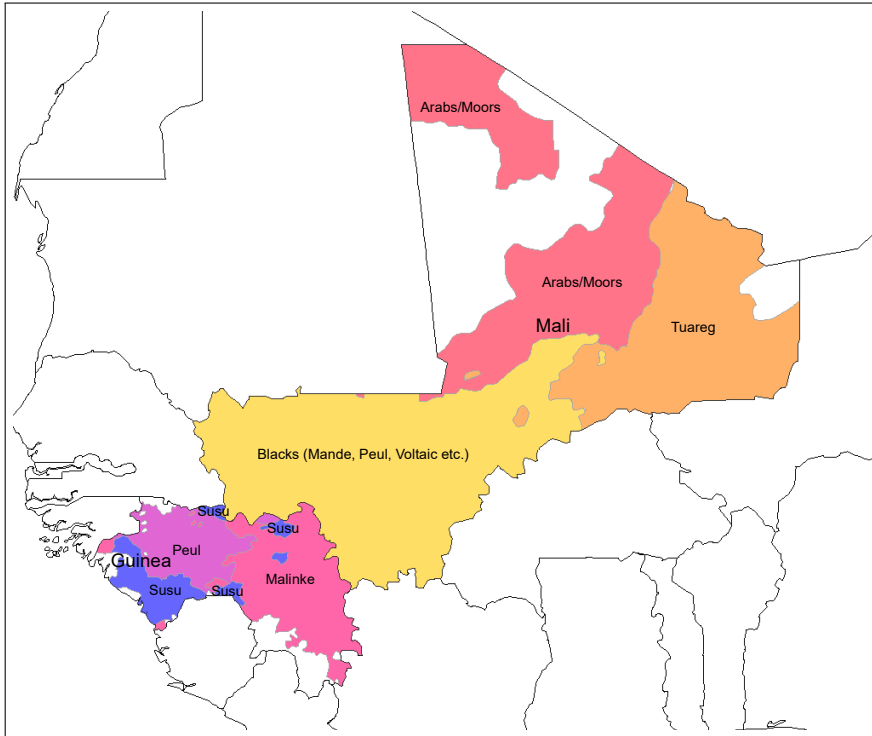 Arabs/Moors
Arabs/Moors
Mali
Tuareg
Blacks (Mande, Peul, Voltaic etc.)
Susu
Susu
Peul
Guinea
Malinke
Susu
Susu